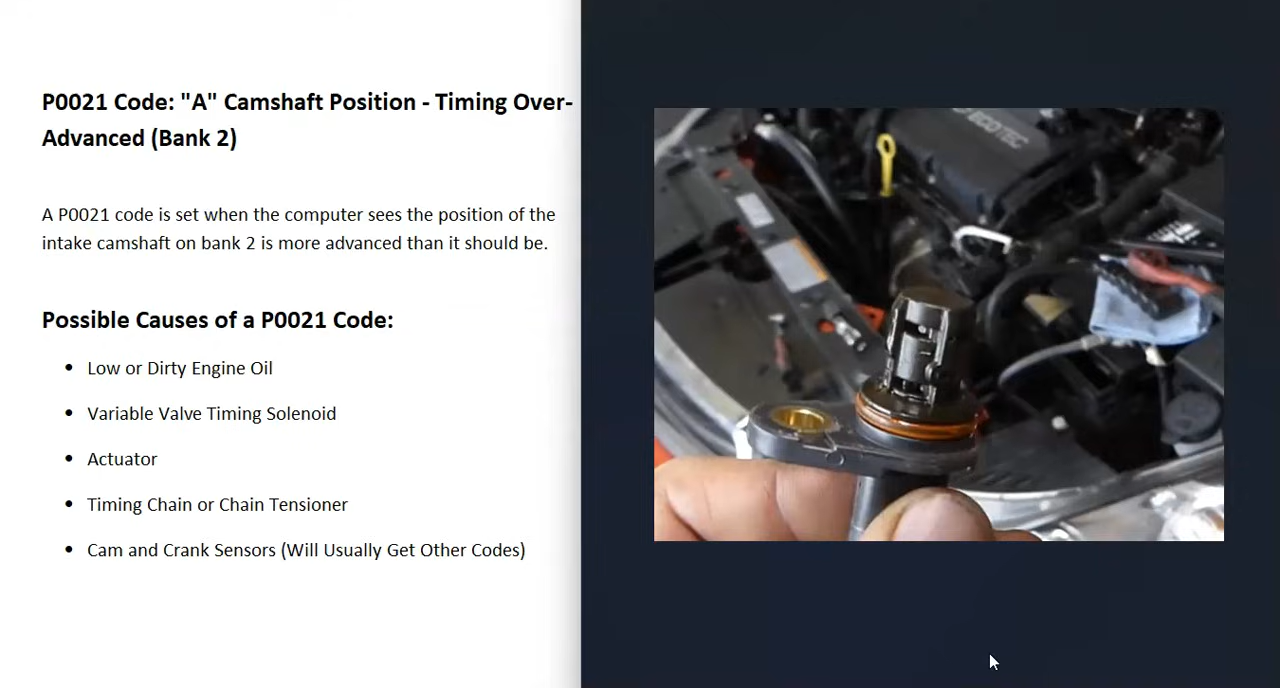 P0021 Code: "A" Camshaft Position - Timing Over-
Advanced (Bank 2)
A P0021 code is set when the computer sees the position of the
intake camshaft on bank 2 is more advanced than it should be.
Possible Causes of a P0021 Code:
• Low or Dirty Engine Oil
• Variable Valve Timing Solenoid
• Actuator
• Timing Chain or Chain Tensioner
• Cam and Crank Sensors (Will Usually Get Other Codes)
ECOTEC